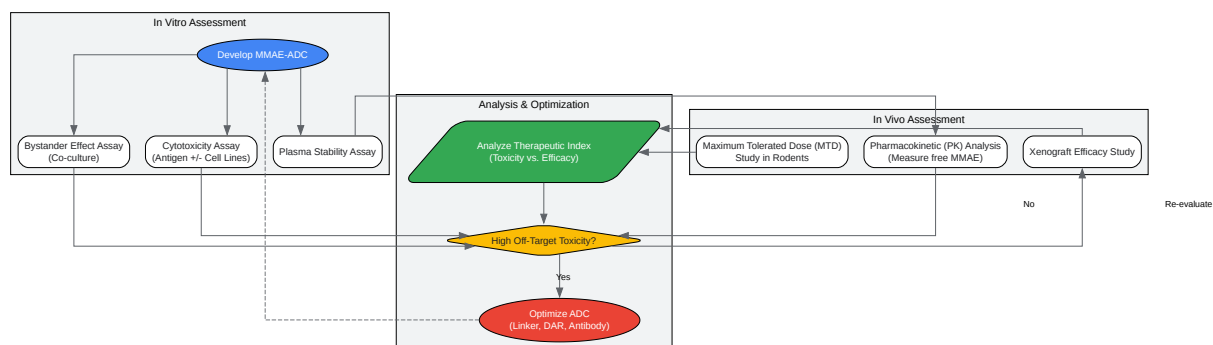 In Vitro Assessment
Develop MMAE-ADC
Bystander Effect Assay
(Co-culture)
Cytotoxicity Assay
(Antigen +/- Cell Lines)
Plasma Stability Assay
Analysis & Optimization
Analyze Therapeutic Index
(Toxicity vs. Efficacy)
High Off-Target Toxicity?
Yes
Optimize ADC
(Linker, DAR, Antibody)
In Vivo Assessment
Maximum Tolerated Dose (MTD)
Study in Rodents
Pharmacokinetic (PK) Analysis
(Measure free MMAE)
Xenograft Efficacy Study
No
Re-evaluate